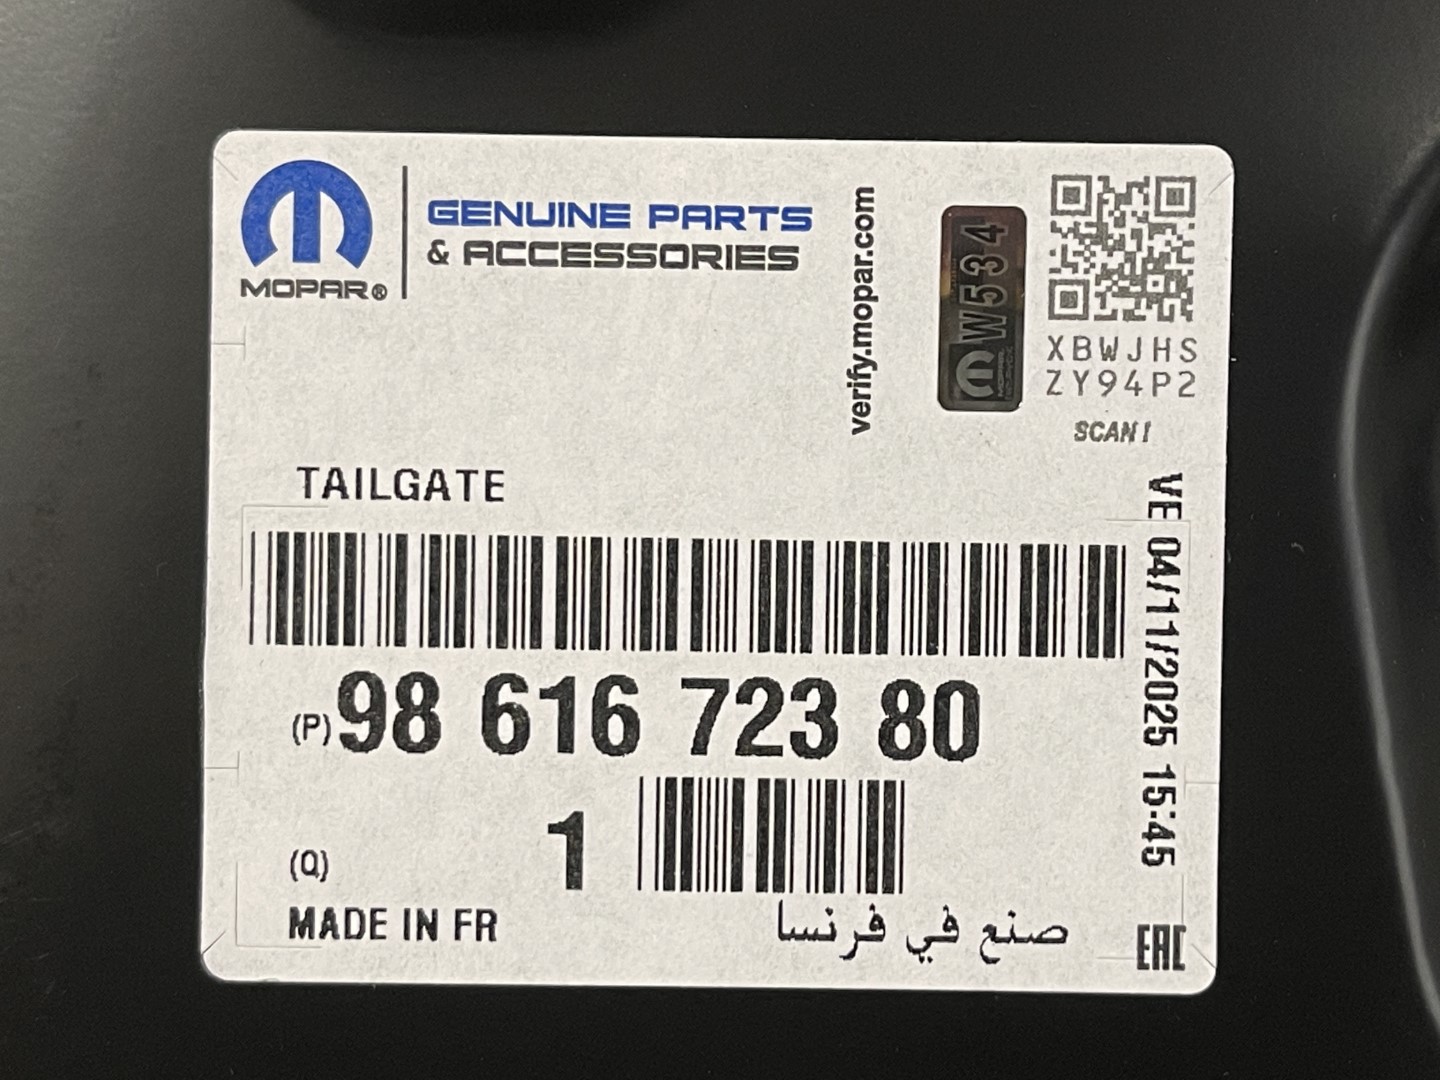 MOPAR®
GENUINE PARTS
& ACCESSORIES
verify.mopar.com
W534
MOPAR
XBWJHS
ZY94P2
SCAN!
TAILGATE
VE 04/11/2025 15:45
(P) 98 616 723 80
(Q) 1
MADE IN FR
صنع في فرنسا
EAC